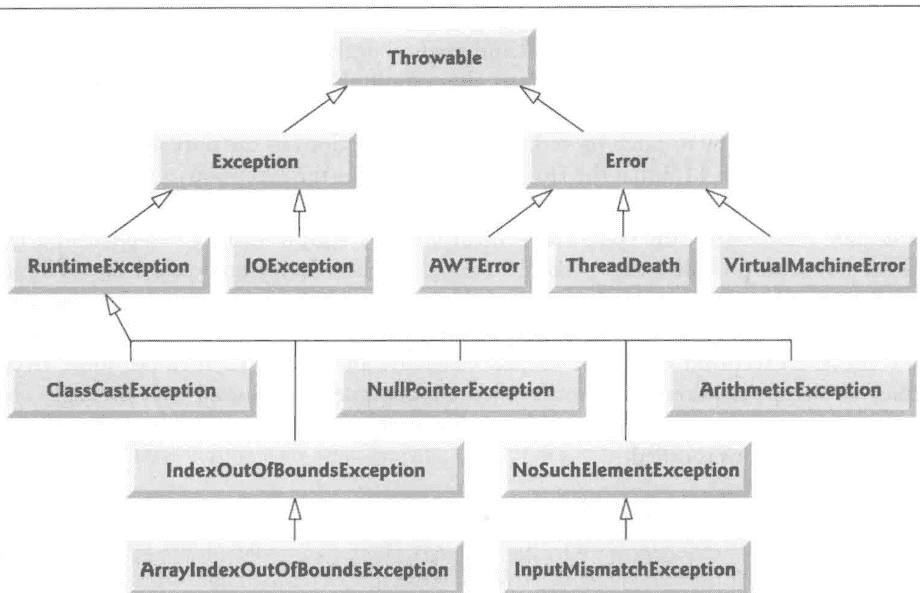 Throwable
Exception
Error
RuntimeException
IOException
AWTError
ThreadDeath
VirtualMachineError
ClassCastException
NullPointerException
ArithmeticException
IndexOutOfBoundsException
NoSuchElementException
ArrayIndexOutOfBoundsException
InputMismatchException